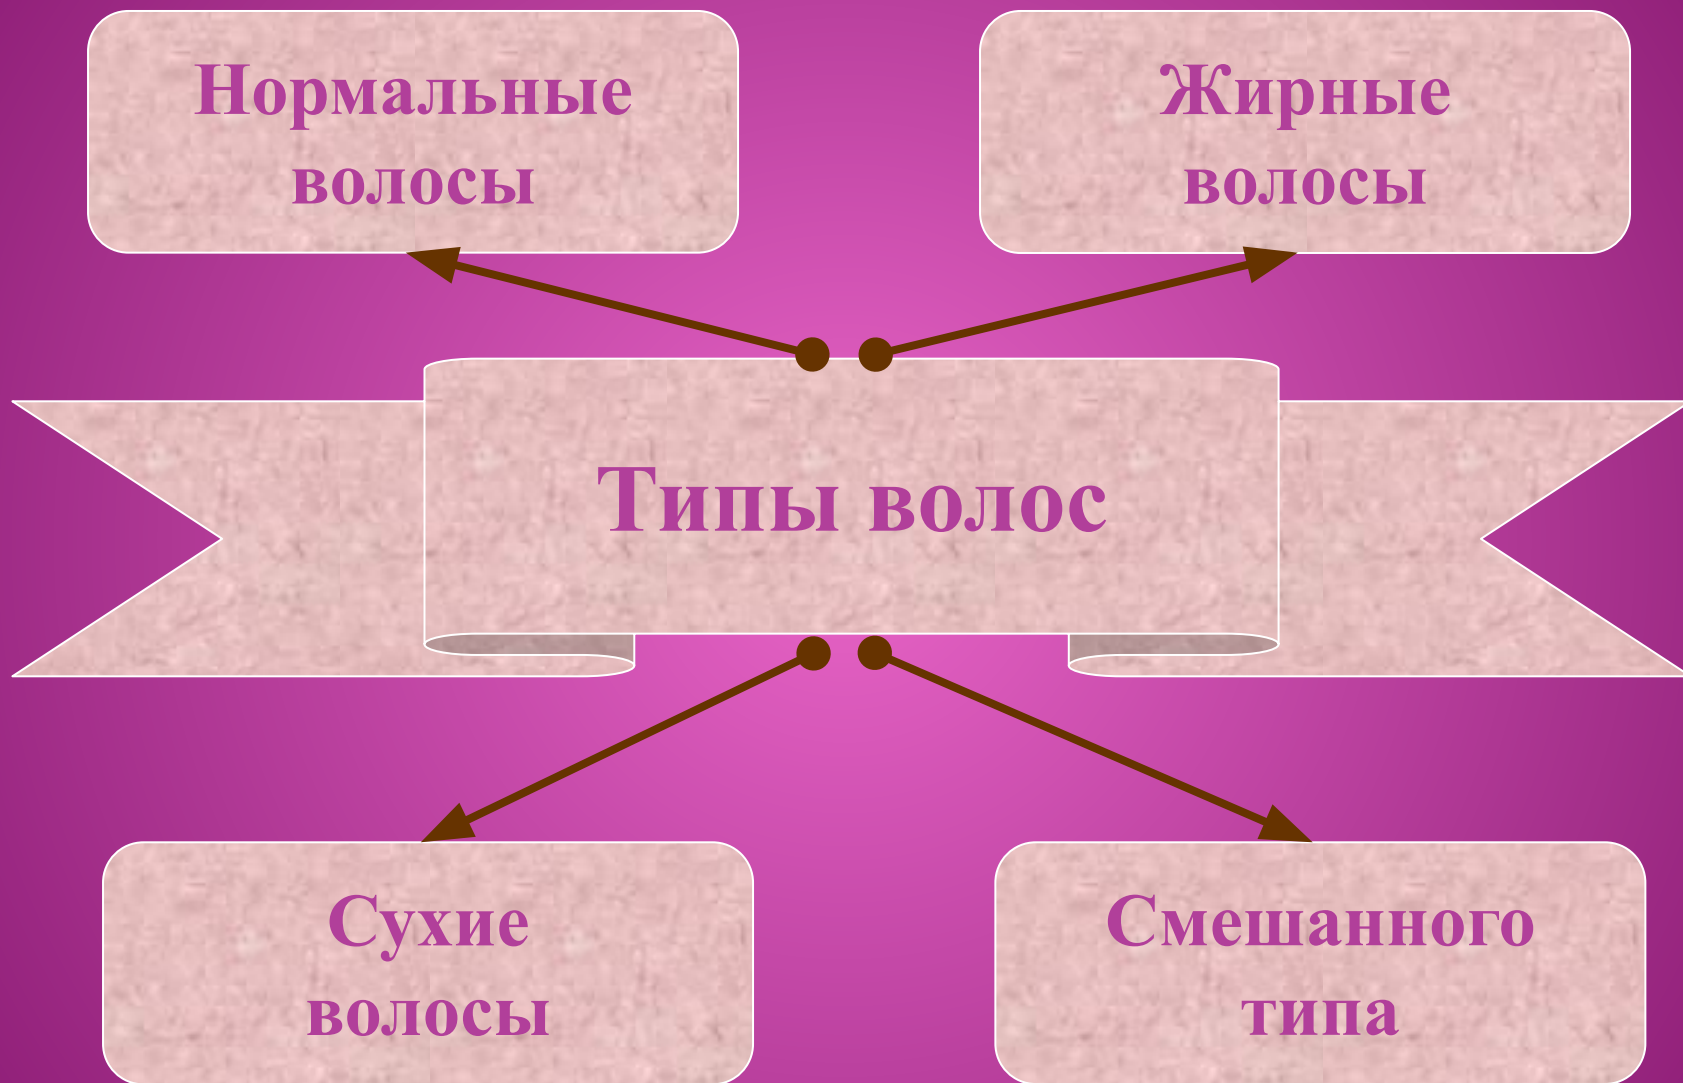 Нормальные
волосы
Жирные
волосы
Типы волос
Сухие
волосы
Смешанного
типа